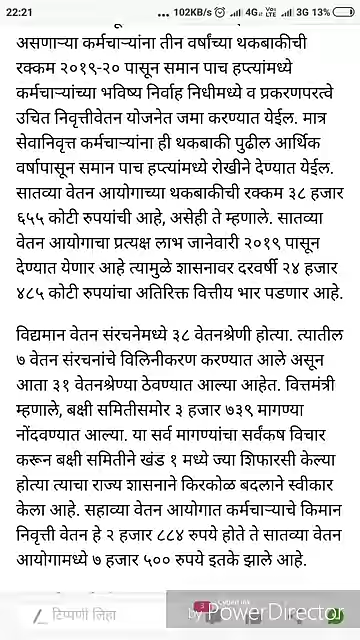 22:21
102KB/s 4G VoLTE 3G 13%
असणाऱ्या कर्मचाऱ्यांना तीन वर्षांच्या थकबाकीची
रक्कम २०१९-२० पासून समान पाच हप्त्यांमध्ये
कर्मचाऱ्यांच्या भविष्य निर्वाह निधीमध्ये व प्रकरणपरत्वे
उचित निवृत्तीवेतन योजनेत जमा करण्यात येईल. मात्र
सेवानिवृत्त कर्मचाऱ्यांना ही थकबाकी पुढील आर्थिक
वर्षापासून समान पाच हप्त्यांमध्ये रोखीने देण्यात येईल.
सातव्या वेतन आयोगाच्या थकबाकीची रक्कम ३८ हजार
६५५ कोटी रुपयांची आहे, असेही ते म्हणाले. सातव्या
वेतन आयोगाचा प्रत्यक्ष लाभ जानेवारी २०१९ पासून
देण्यात येणार आहे त्यामुळे शासनावर दरवर्षी २४ हजार
४८५ कोटी रुपयांचा अतिरिक्त वित्तीय भार पडणार आहे.
विद्यमान वेतन संरचनेमध्ये ३८ वेतनश्रेणी होत्या. त्यातील
७ वेतन संरचनांचे विलिनीकरण करण्यात आले असून
आता ३१ वेतनश्रेण्या ठेवण्यात आल्या आहेत. वित्तमंत्री
म्हणाले, बक्षी समितीसमोर ३ हजार ७३९ मागण्या
नोंदवण्यात आल्या. या सर्व मागण्यांचा सर्वंकष विचार
करून बक्षी समितीने खंड १ मध्ये ज्या शिफारसी केल्या
होत्या त्याचा राज्य शासनाने किरकोळ बदलाने स्वीकार
केला आहे. सहाव्या वेतन आयोगात कर्मचाऱ्याचे किमान
निवृत्ती वेतन हे २ हजार ८८४ रुपये होते ते सातव्या वेतन
आयोगामध्ये ७ हजार ५०० रुपये इतके झाले आहे.
टिप्पणी लिहा
3
by PowerDirector